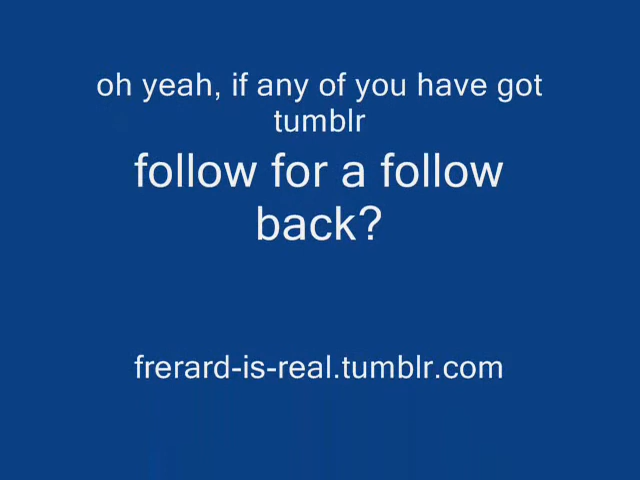 oh yeah, if any of you have got
tumblr
follow for a follow
back?
frerard-is-real.tumblr.com